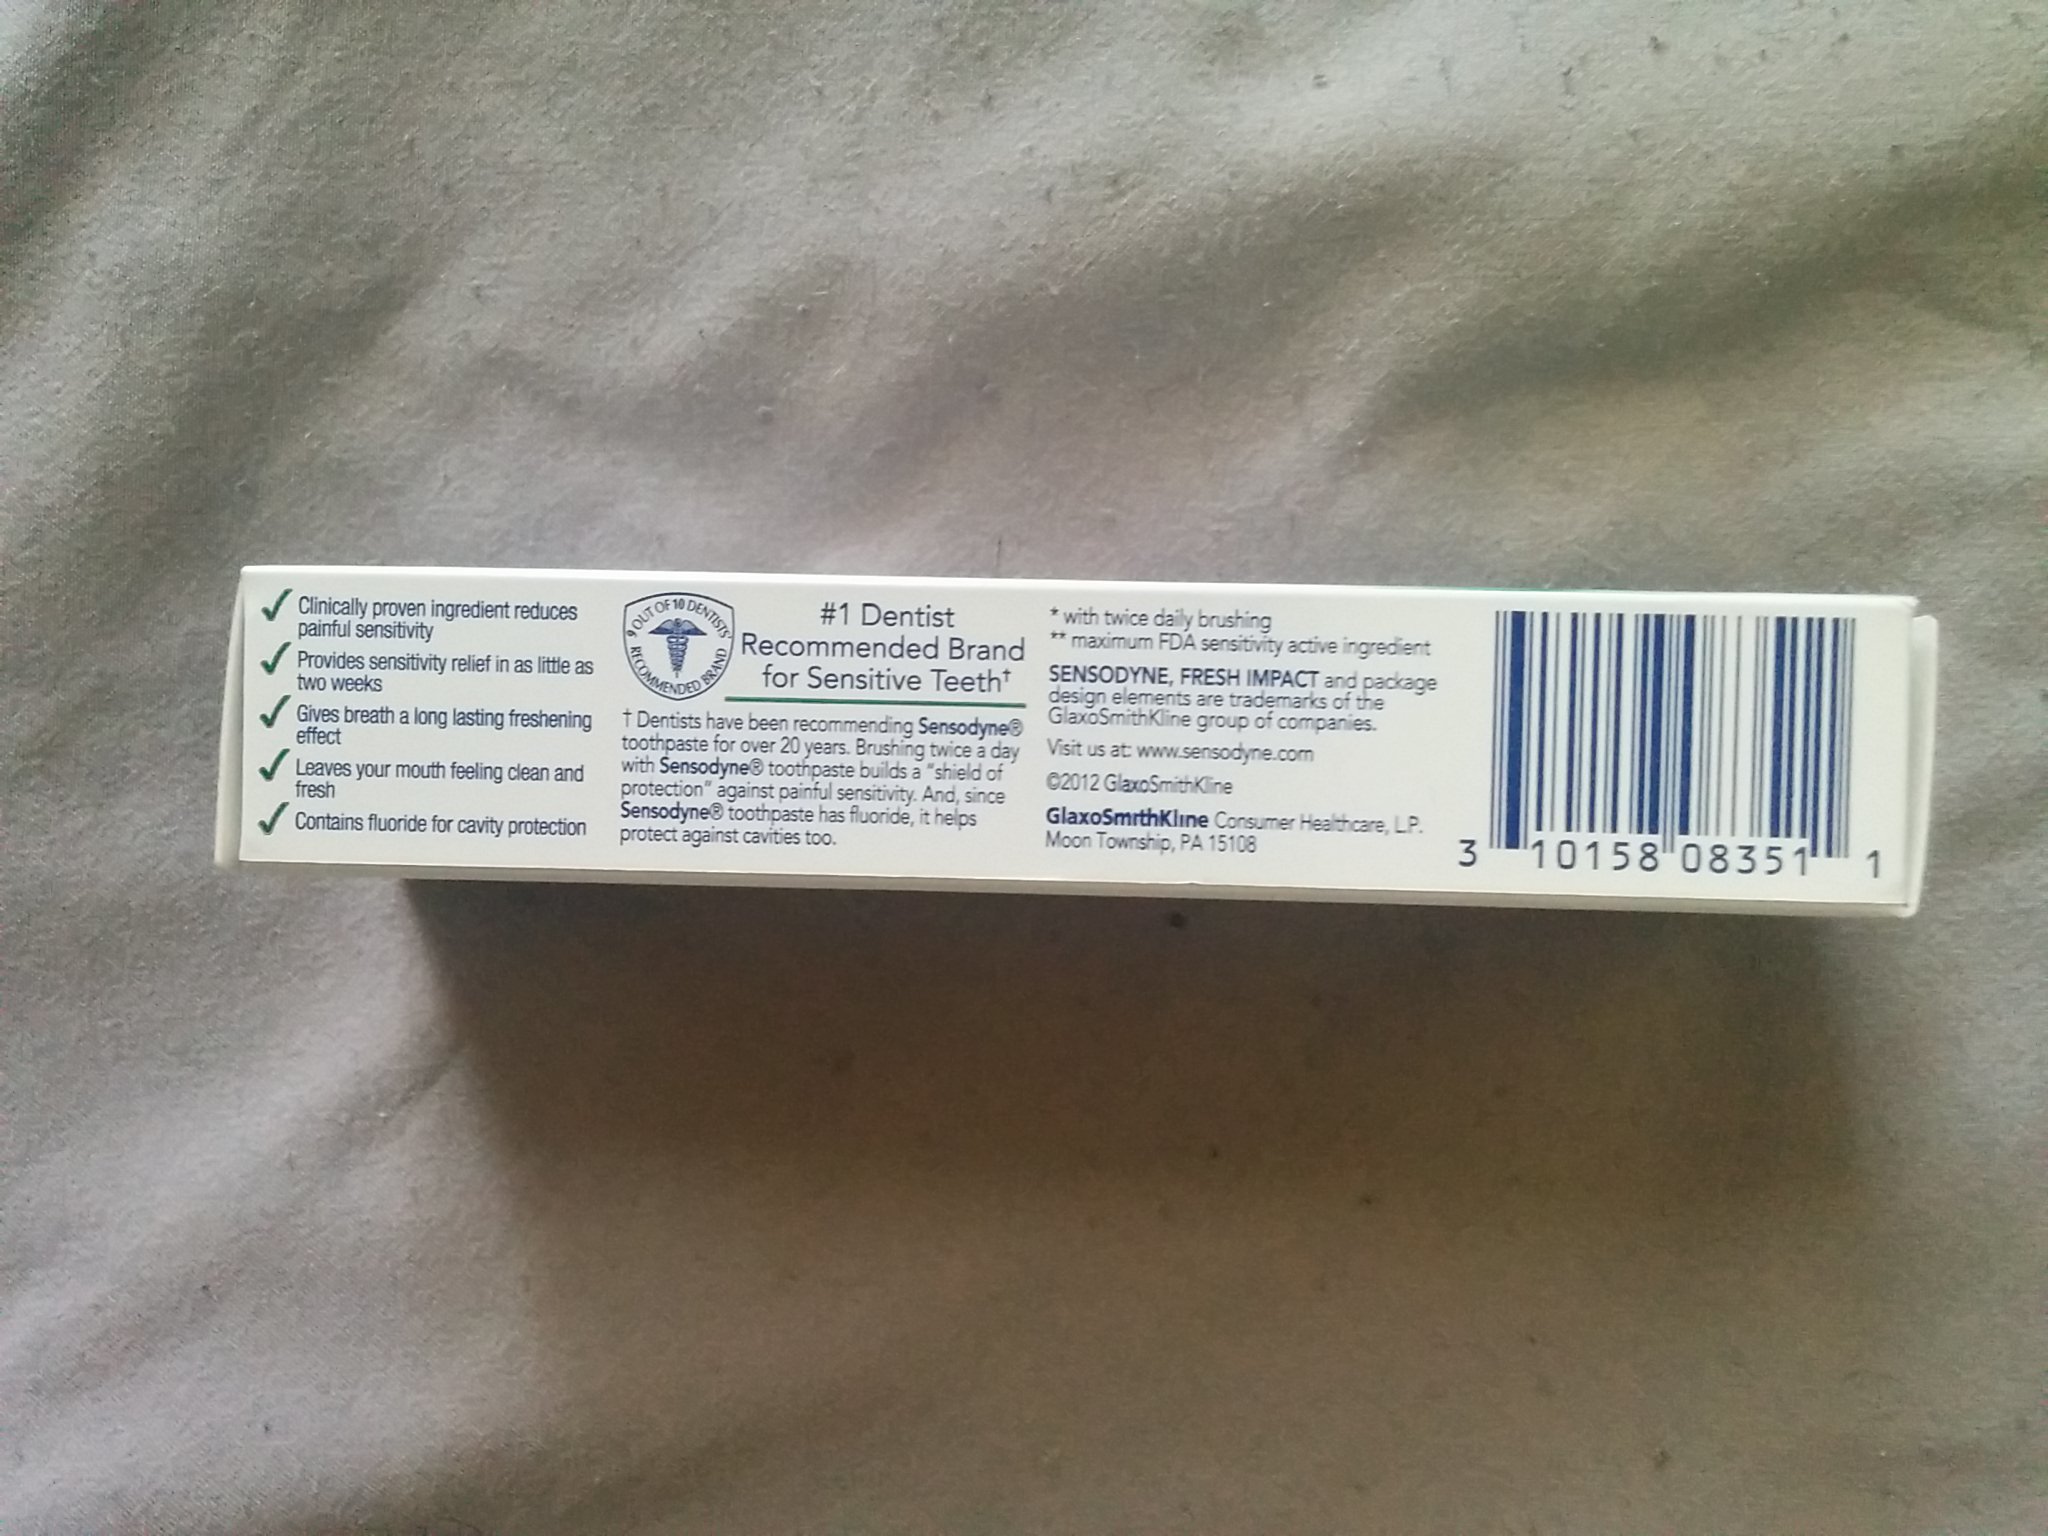 Clinically proven ingredient reduces
painful sensitivity
Provides sensitivity relief in as little as
two weeks
Gives breath a long lasting freshening
effect
Leaves your mouth feeling clean and
fresh
Contains fluoride for cavity protection
9 OUT OF 10 DENTISTS'
RECOMMENDED BRAND
#1 Dentist
Recommended Brand
for Sensitive Teeth†
† Dentists have been recommending Sensodyne®
toothpaste for over 20 years. Brushing twice a day
with Sensodyne® toothpaste builds a "shield of
protection" against painful sensitivity. And, since
Sensodyne® toothpaste has fluoride, it helps
protect against cavities too.
* with twice daily brushing
** maximum FDA sensitivity active ingredient
SENSODYNE, FRESH IMPACT and package
design elements are trademarks of the
GlaxoSmithKline group of companies.
Visit us at: www.sensodyne.com
©2012 GlaxoSmithKline
GlaxoSmithKline Consumer Healthcare, L.P.
Moon Township, PA 15108
3 10158 08351 1